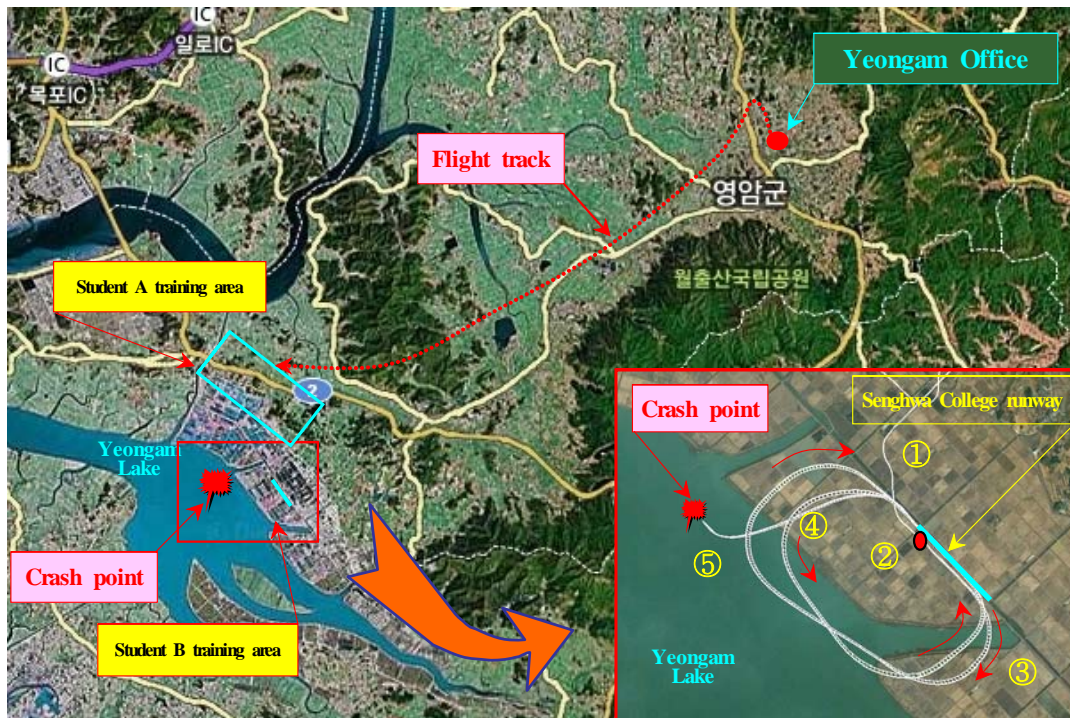 IC
일로IC
IC
목포IC
Yeongam Office
Flight track
영암군
월출산국립공원
Student A training area
2
Yeongam
Lake
Crash point
Student B training area
Crash point
Senghwa College runway
①
②
③
④
⑤
Yeongam
Lake